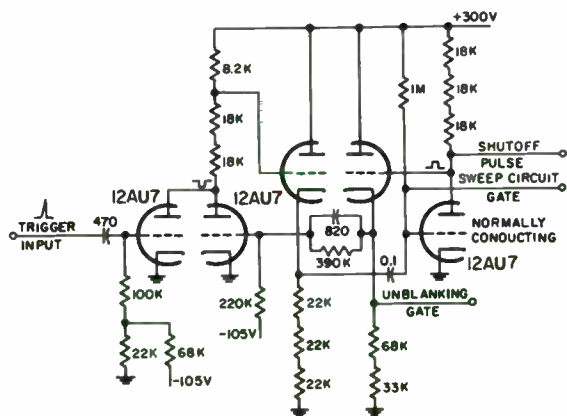 +300V
8.2K
18K
18K
1M
18K
18K
18K
12AU7
12AU7
SHUTOFF
PULSE
SWEEP CIRCUIT
GATE
TRIGGER
INPUT
470
820
390K
0.1
NORMALLY
CONDUCTING
12AU7
100K
220K
-105V
22K
UNBLANKING
GATE
22K
68K
-105V
22K
68K
22K
33K